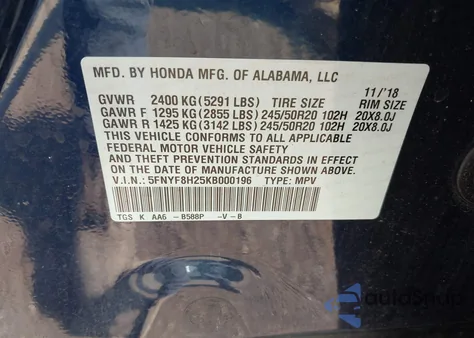 MFD. BY HONDA MFG. OF ALABAMA, LLC
11/'18
GVWR 2400 KG (5291 LBS) TIRE SIZE RIM SIZE
GAWR F 1295 KG (2855 LBS) 245/50R20 102H 20X8.0J
GAWR R 1425 KG (3142 LBS) 245/50R20 102H 20X8.0J
THIS VEHICLE CONFORMS TO ALL APPLICABLE
FEDERAL MOTOR VEHICLE SAFETY STANDARDS IN EFFECT
ON THE DATE OF MANUFACTURE SHOWN ABOVE.
V.I.N.: 5FNYF8H25KB000196 TYPE: MPV
TGS K AA6 -B588P -V-8
autoSnap